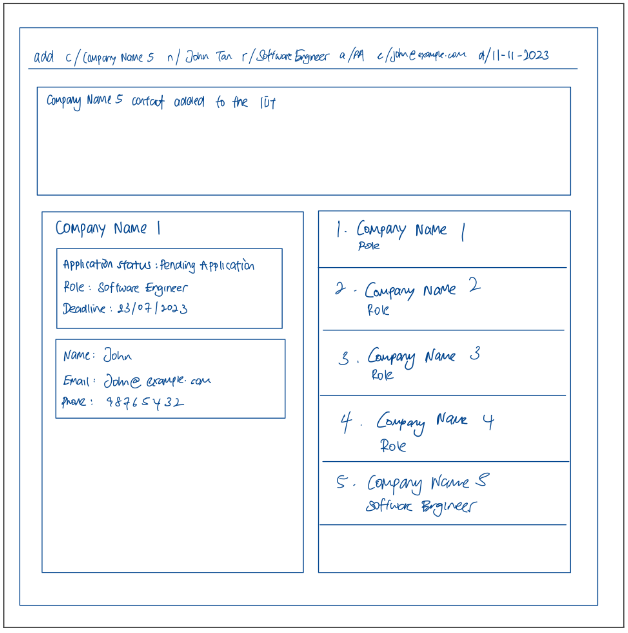 add c/Company Name 5 n/ John Tan r/Software Engineer a/PA e/john@example.com d/11-11-2023
Company Name 5 contact added to the list
Company Name 1
Application status : Pending Application
Role : Software Engineer
Deadline : 23/07/2023
Name: John
Email: John@example.com
Phone: 98765432
1. Company Name 1
Role
2. Company Name 2
Role
3. Company Name 3
Role
4. Company Name 4
Role
5. Company Name 5
Software Engineer